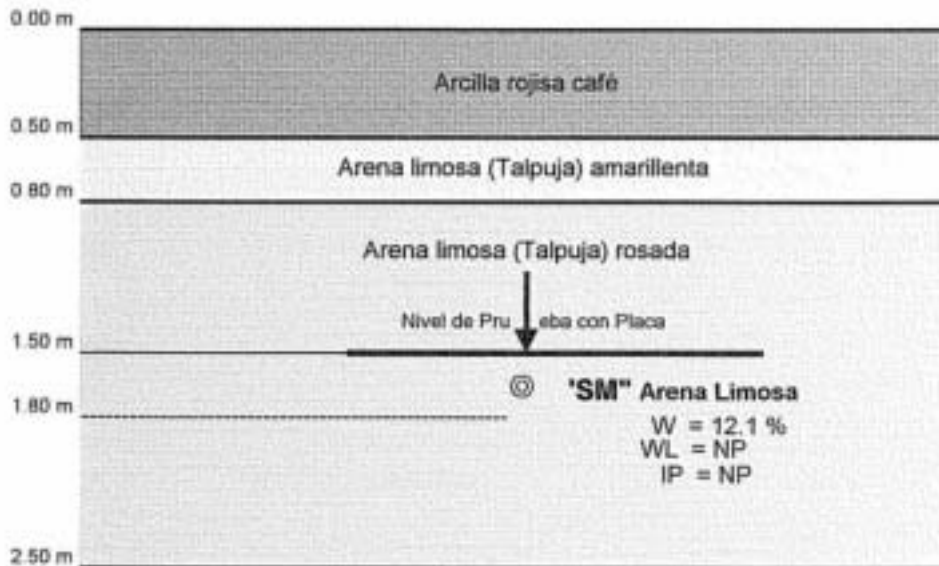 0.00 m
Arcilla rojisa café
0.50 m
Arena limosa (Talpuja) amarillenta
0.80 m
Arena limosa (Talpuja) rosada
Nivel de Pru eba con Placa
1.50 m
'SM" Arena Limosa
1.80 m
W = 12.1 %
WL = NP
IP = NP
2.50 m